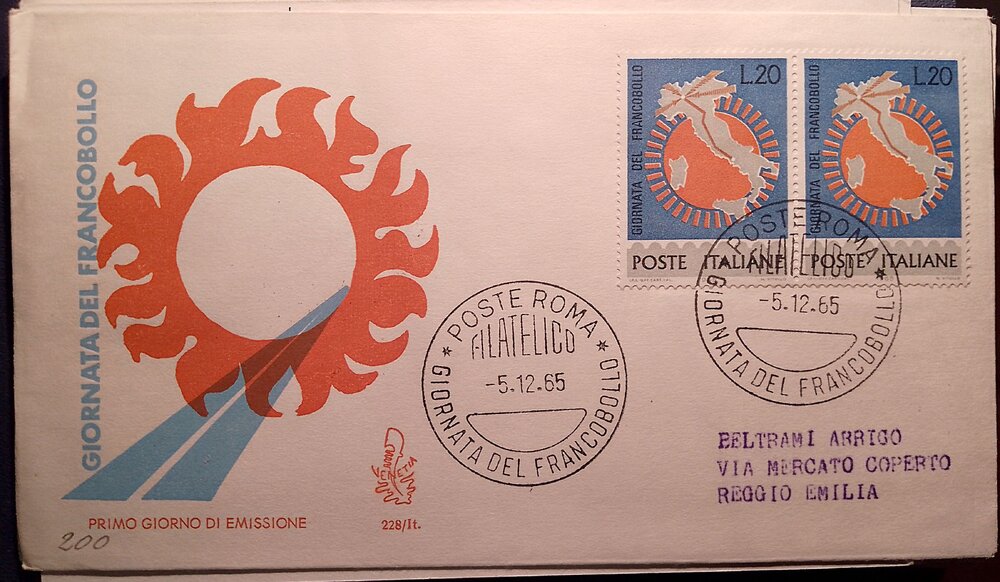 GIORNATA DEL FRANCOBOLLO
PRIMO GIORNO DI EMISSIONE
200
VENETIA
228/It.
POSTE ROMA
FILATELICO
-5.12.65
GIORNATA DEL FRANCOBOLLO
GIORNATA DEL FRANCOBOLLO
L.20
POSTE ITALIANE
GIORNATA DEL FRANCOBOLLO
L.20
POSTE ITALIANE
POSTE ROMA
FILATELICO
-5.12.65
GIORNATA DEL FRANCOBOLLO
BELTRAMI ARRIGO
VIA MERCATO COPERTO
REGGIO EMILIA